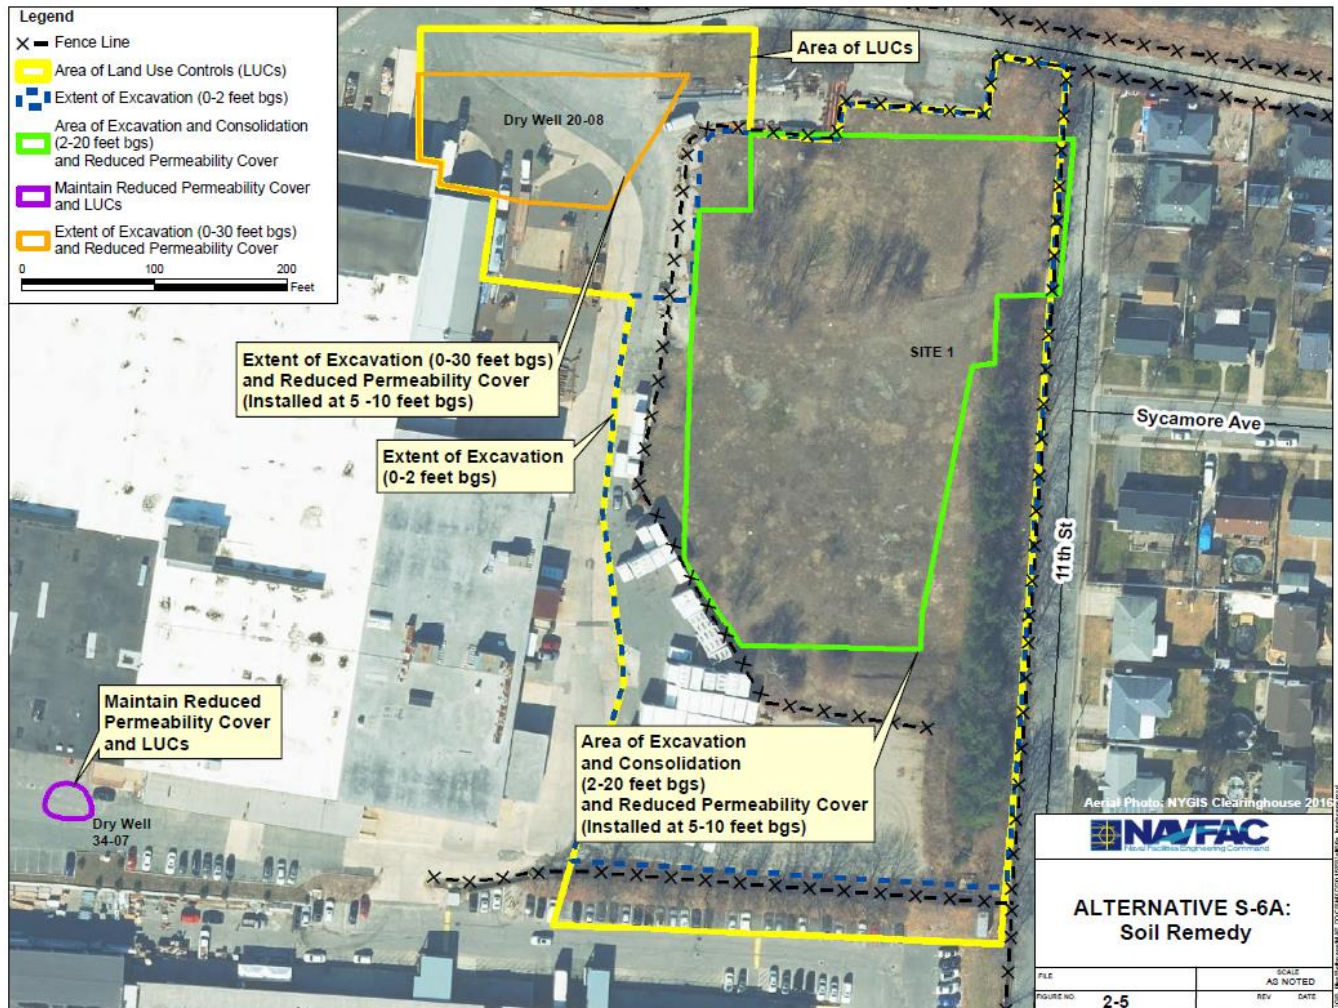 Legend
Fence Line
Area of Land Use Controls (LUCs)
Extent of Excavation (0-2 feet bgs)
Area of Excavation and Consolidation
(2-20 feet bgs)
and Reduced Permeability Cover
Maintain Reduced Permeability Cover
and LUCs
Extent of Excavation (0-30 feet bgs)
and Reduced Permeability Cover
0 100 200
Feet
Area of LUCs
Dry Well 20-08
Extent of Excavation (0-30 feet bgs)
and Reduced Permeability Cover
(Installed at 5 -10 feet bgs)
SITE 1
Sycamore Ave
Extent of Excavation
(0-2 feet bgs)
11th St
Maintain Reduced
Permeability Cover
and LUCs
Area of Excavation
and Consolidation
(2-20 feet bgs)
and Reduced Permeability Cover
(Installed at 5-10 feet bgs)
Dry Well
34-07
Aerial Photo: NYGIS Clearinghouse 2016
NAVFAC
Naval Facilities Engineering Command
ALTERNATIVE S-6A:
Soil Remedy
FILE
SCALE
AS NOTED
FIGURE NO.
2-5
REV
DATE